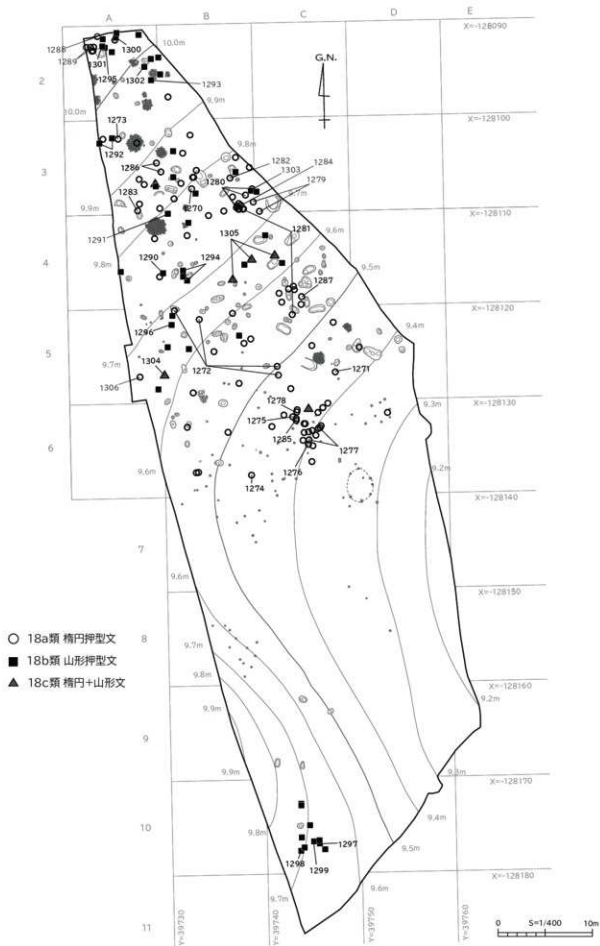 A
B
C
D
E
X=-128090
1288
1300
10.0m
1289
1301
1295
1302
1293
2
10.0m
9.9m
X=-128100
G.N.
1273
1292
9.8m
1286
1282
1284
1303
1280
1279
3
1283
1270
9.7m
9.9m
X=-128110
1291
9.6m
1305
1281
9.8m
1290
1294
4
1287
9.5m
X=-128120
1296
9.4m
5
9.7m
1304
1272
1271
1306
1278
9.3m
X=-128130
1275
1285
1277
6
1276
9.6m
1274
9.2m
X=-128140
7
9.6m
X=-128150
8
9.7m
9.8m
○ 18a類 楕円押型文
■ 18b類 山形押型文
▲ 18c類 楕円+山形文
X=-128160
9.9m
9.2m
9
9.3m
X=-128170
9.8m
9.4m
10
1297
1298
1299
9.5m
X=-128180
9.6m
9.7m
11
Y=39730
Y=39740
Y=39750
Y=39760
0 S=1/400 10m